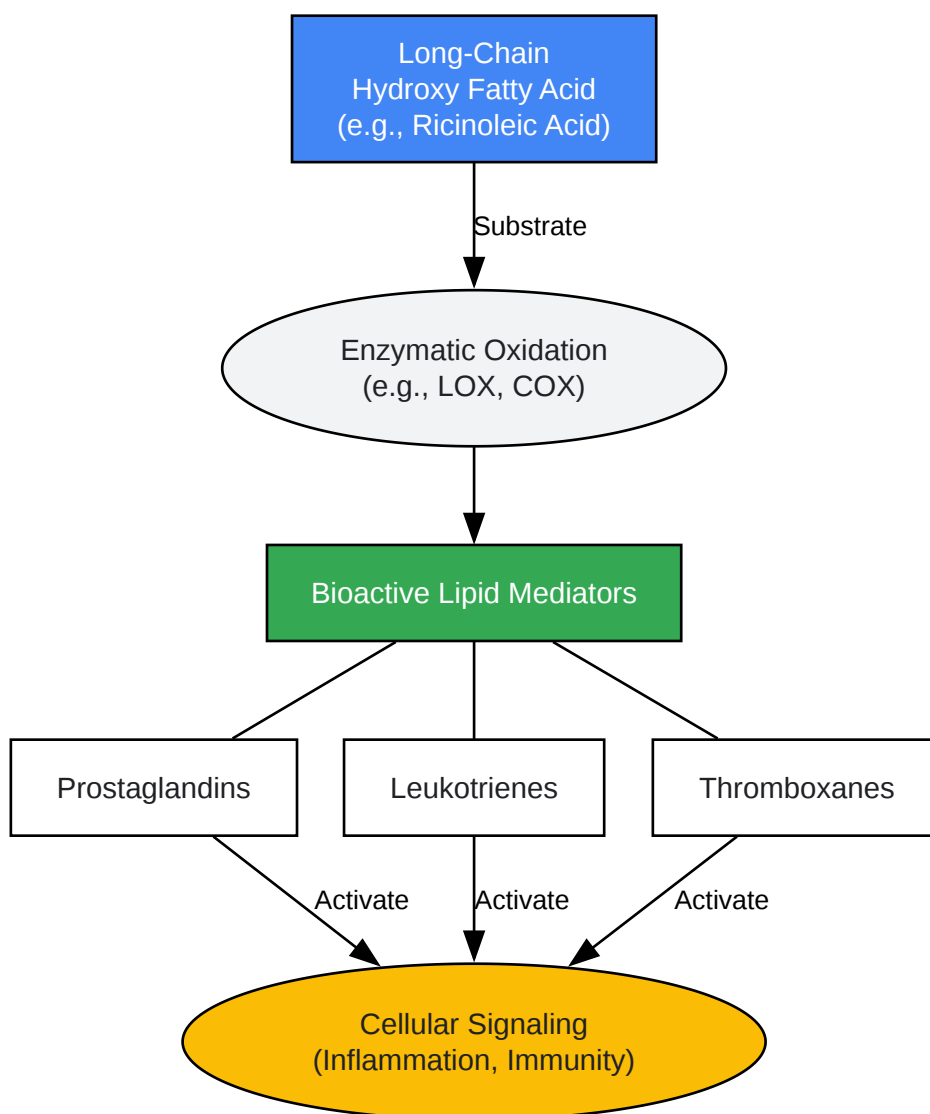 Long-Chain
Hydroxy Fatty Acid
(e.g., Ricinoleic Acid)
Substrate
Enzymatic Oxidation
(e.g., LOX, COX)
Bioactive Lipid Mediators
Prostaglandins
Leukotrienes
Thromboxanes
Activate
Activate
Activate
Cellular Signaling
(Inflammation, Immunity)